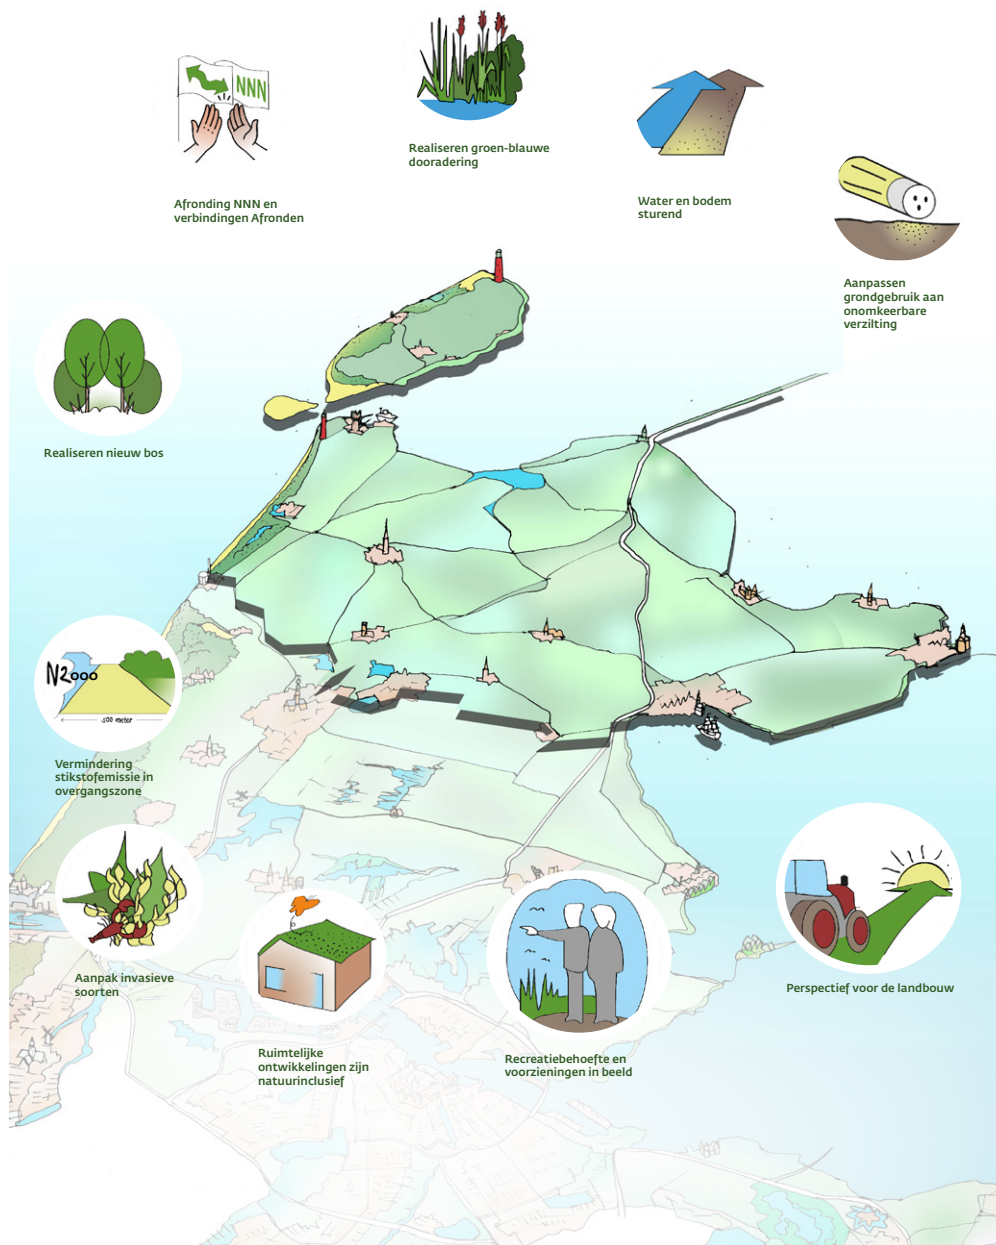 NNN
Realiseren groen-blauwe
dooradering
Afronding NNN en
verbindingen Afronden
Water en bodem
sturend
Aanpassen
grondgebruik aan
onomkeerbare
verzilting
Realiseren nieuw bos
N2000
500 meter
Vermindering
stikstofemissie in
overgangszone
Aanpak invasieve
soorten
Perspectief voor de landbouw
Ruimtelijke
ontwikkelingen zijn
natuurinclusief
Recreatiebehoefte en
voorzieningen in beeld